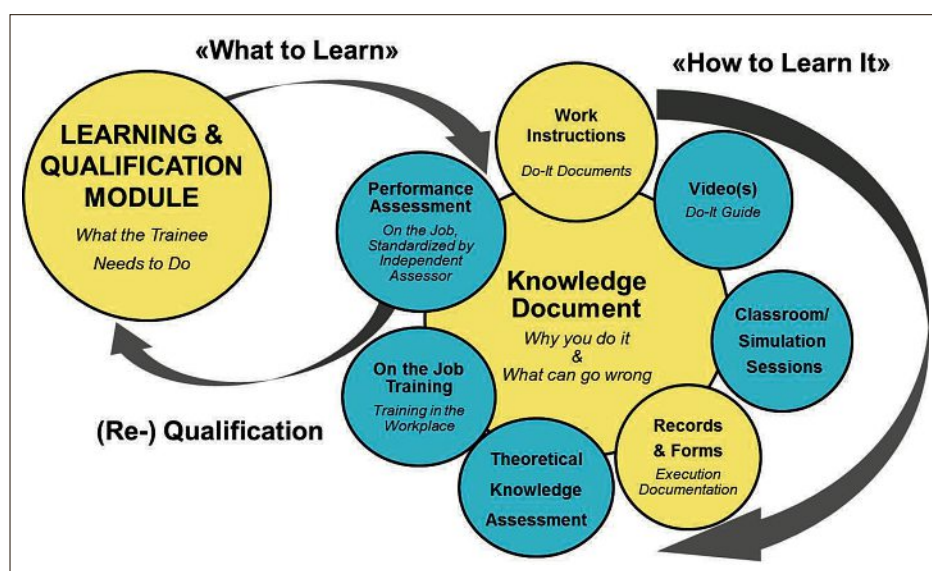 «What to Learn»
«How to Learn It»
LEARNING &
QUALIFICATION
MODULE
What the Trainee
Needs to Do
Work
Instructions
Do-It Documents
Video(s)
Do-It Guide
Classroom/
Simulation
Sessions
Records
& Forms
Execution
Documentation
Theoretical
Knowledge
Assessment
On the Job
Training
Training in the
Workplace
Performance
Assessment
On the Job,
Standardized by
Independent
Assessor
Knowledge
Document
Why you do it
&
What can go wrong
(Re-) Qualification